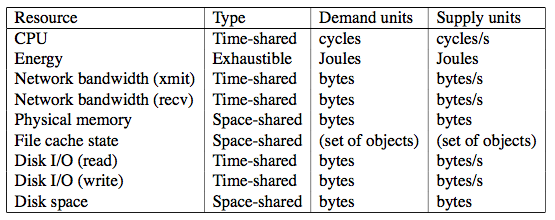 Resource Type Demand units Supply units
CPU Time-shared cycles cycles/s
Energy Exhaustible Joules Joules
Network bandwidth (xmit) Time-shared bytes bytes/s
Network bandwidth (recv) Time-shared bytes bytes/s
Physical memory Space-shared bytes bytes
File cache state Space-shared (set of objects) (set of objects)
Disk I/O (read) Time-shared bytes bytes/s
Disk I/O (write) Time-shared bytes bytes/s
Disk space Space-shared bytes bytes